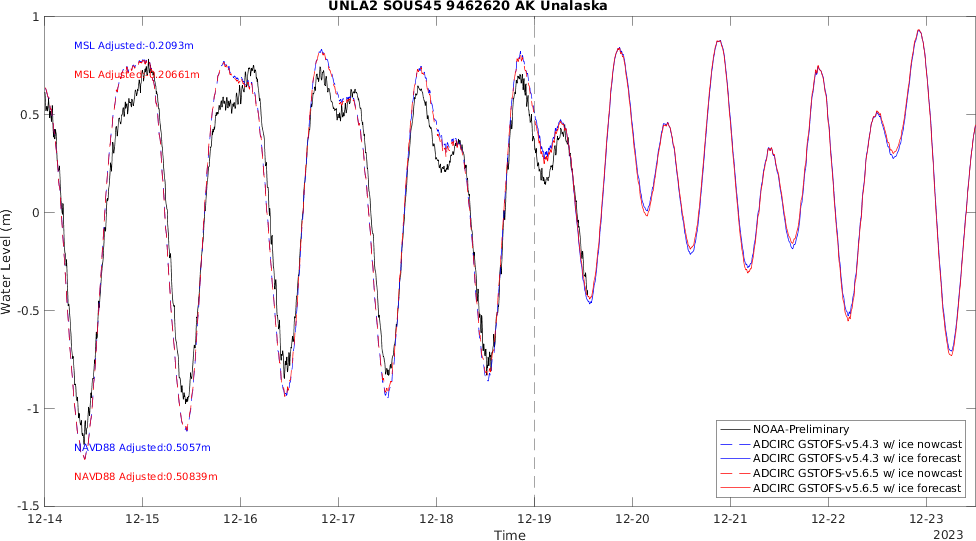 UNLA2 SOUS45 9462620 AK Unalaska
Water Level (m)
1
0.5
0
-0.5
-1
-1.5
MSL Adjusted:-0.2093m
MSL Adjusted:-0.20661m
NAVD88 Adjusted:0.5057m
NAVD88 Adjusted:0.50839m
NOAA-Preliminary
ADCIRC GSTOFS-v5.4.3 w/ ice nowcast
ADCIRC GSTOFS-v5.4.3 w/ ice forecast
ADCIRC GSTOFS-v5.6.5 w/ ice nowcast
ADCIRC GSTOFS-v5.6.5 w/ ice forecast
12-14 12-15 12-16 12-17 12-18 12-19 12-20 12-21 12-22 12-23
Time
2023